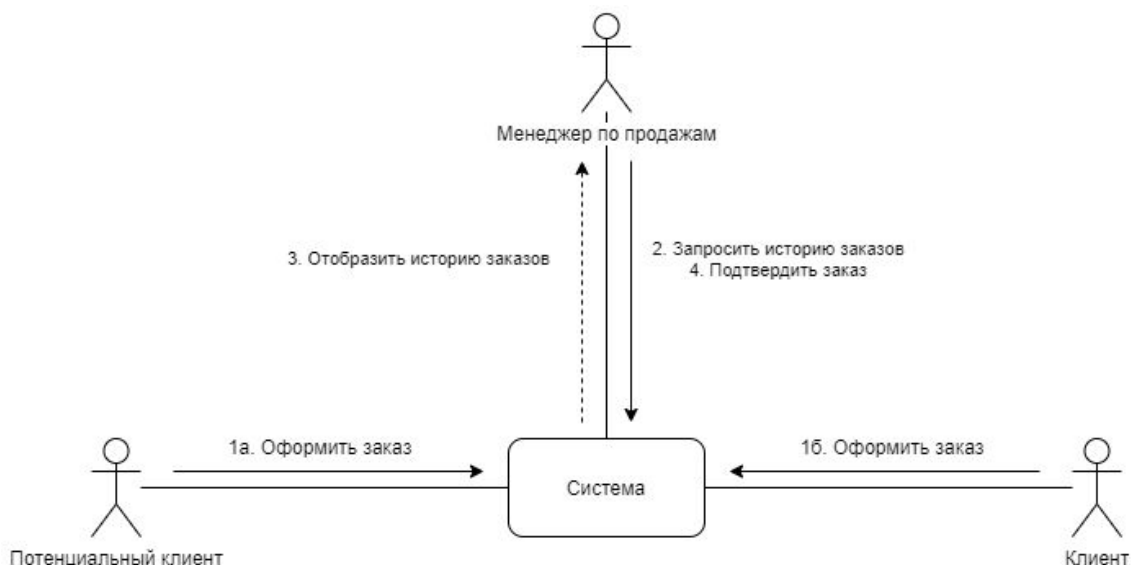 Менеджер по продажам
3. Отобразить историю заказов
2. Запросить историю заказов
4. Подтвердить заказ
1а. Оформить заказ
1б. Оформить заказ
Система
Потенциальный клиент
Клиент